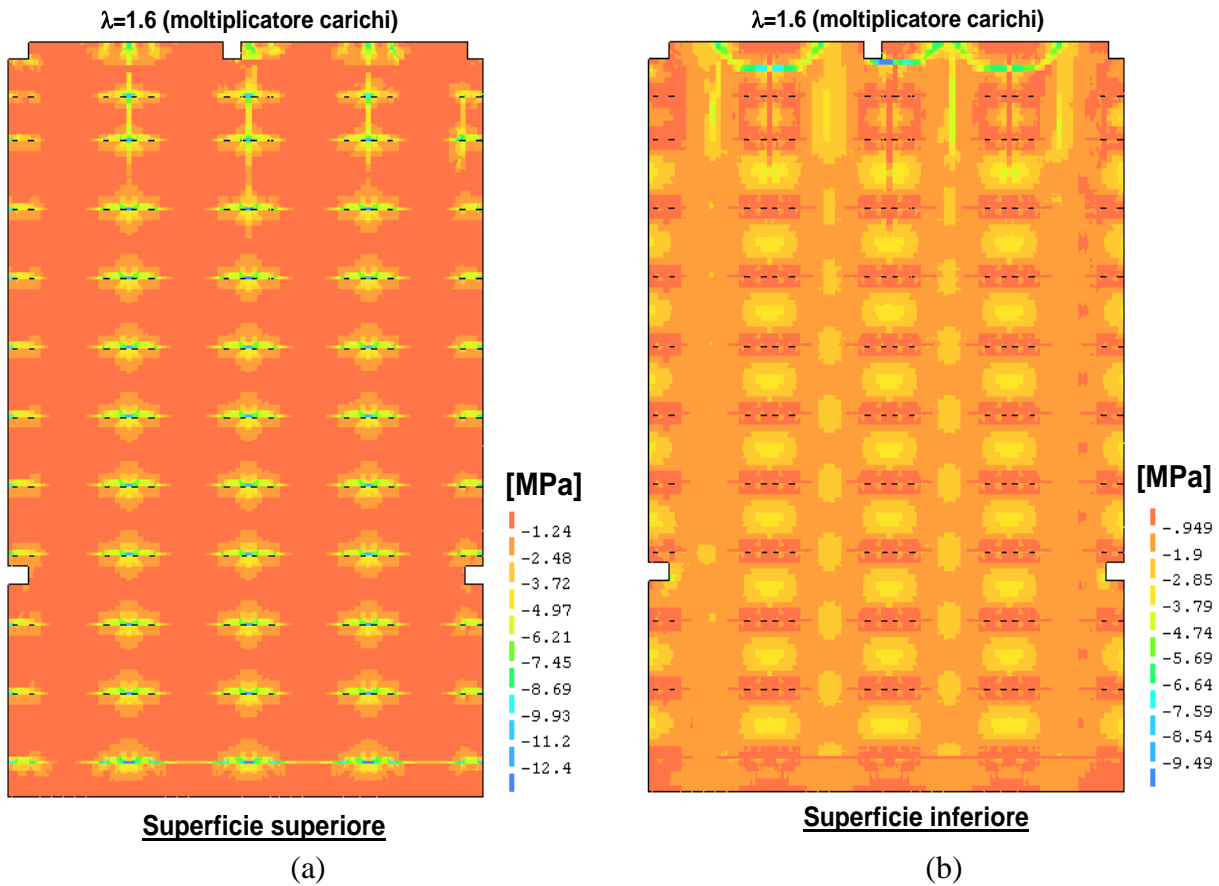 λ=1.6 (moltiplicatore carichi)
λ=1.6 (moltiplicatore carichi)
[MPa]
-1.24
-2.48
-3.72
-4.97
-6.21
-7.45
-8.69
-9.93
-11.2
-12.4
[MPa]
-.949
-1.9
-2.85
-3.79
-4.74
-5.69
-6.64
-7.59
-8.54
-9.49
Superficie superiore
Superficie inferiore
(a)
(b)